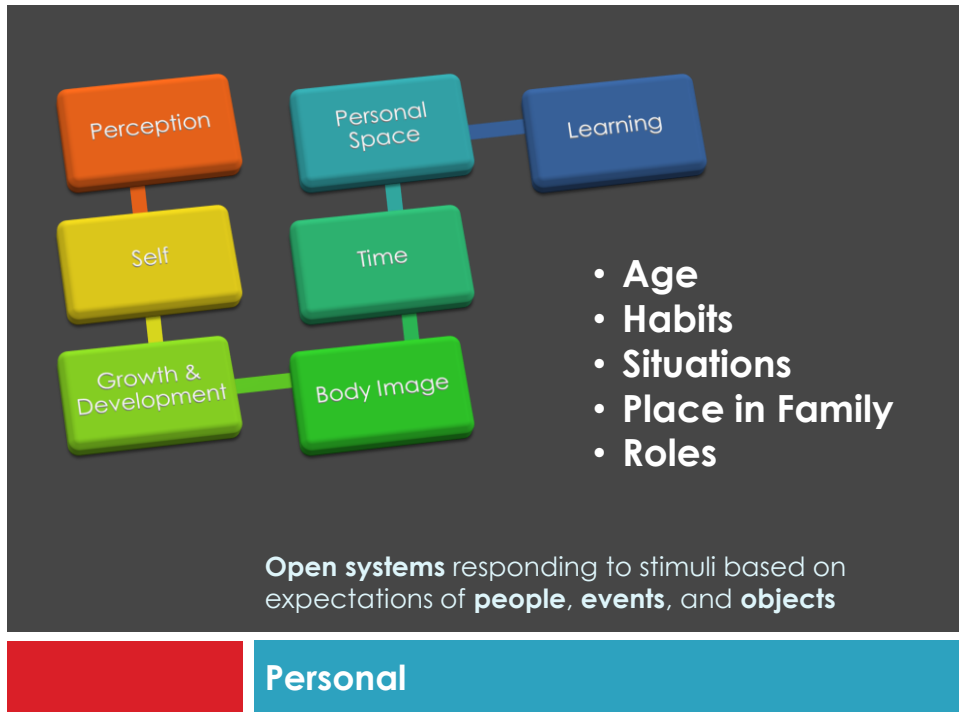 Perception
Self
Growth &
Development
Body Image
Time
Personal
Space
Learning
• Age
• Habits
• Situations
• Place in Family
• Roles
Open systems responding to stimuli based on
expectations of people, events, and objects
Personal